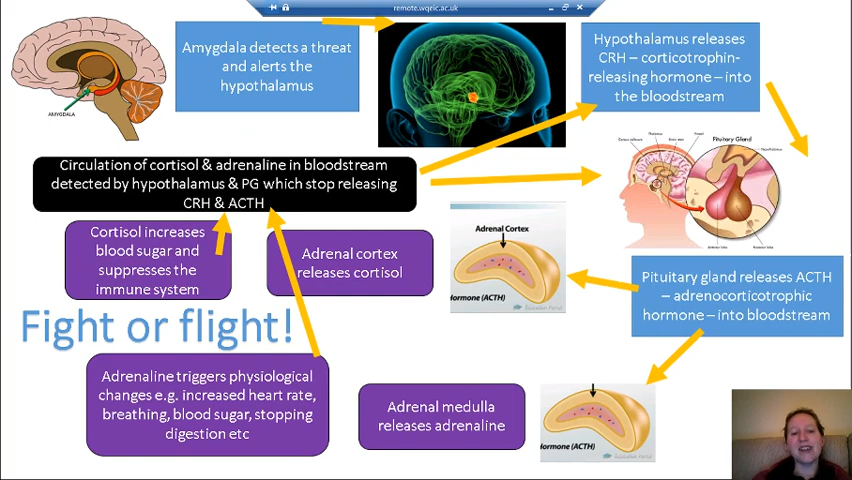 remote.wqeic.ac.uk
Amygdala detects a threat
and alerts the
hypothalamus
AMYGDALA
Hypothalamus releases
CRH – corticotrophin-
releasing hormone – into
the bloodstream
Circulation of cortisol & adrenaline in bloodstream
detected by hypothalamus & PG which stop releasing
CRH & ACTH
Pituitary Gland
Cortisol increases
blood sugar and
suppresses the
immune system
Adrenal cortex
releases cortisol
Adrenal Cortex
Hormone (ACTH)
Pituitary gland releases ACTH
– adrenocorticotrophic
hormone – into bloodstream
Fight or flight!
Adrenaline triggers physiological
changes e.g. increased heart rate,
breathing, blood sugar, stopping
digestion etc
Adrenal medulla
releases adrenaline
Hormone (ACTH)